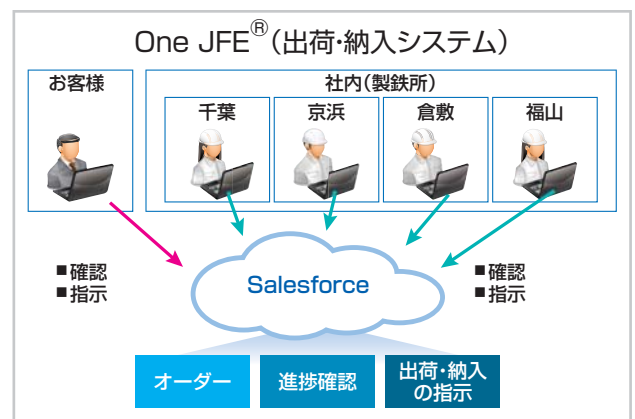 One JFE®(出荷・納入システム)
お客様
社内(製鉄所)
千葉
京浜
倉敷
福山
■確認
■指示
Salesforce
■確認
■指示
オーダー
進捗確認
出荷・納入
の指示